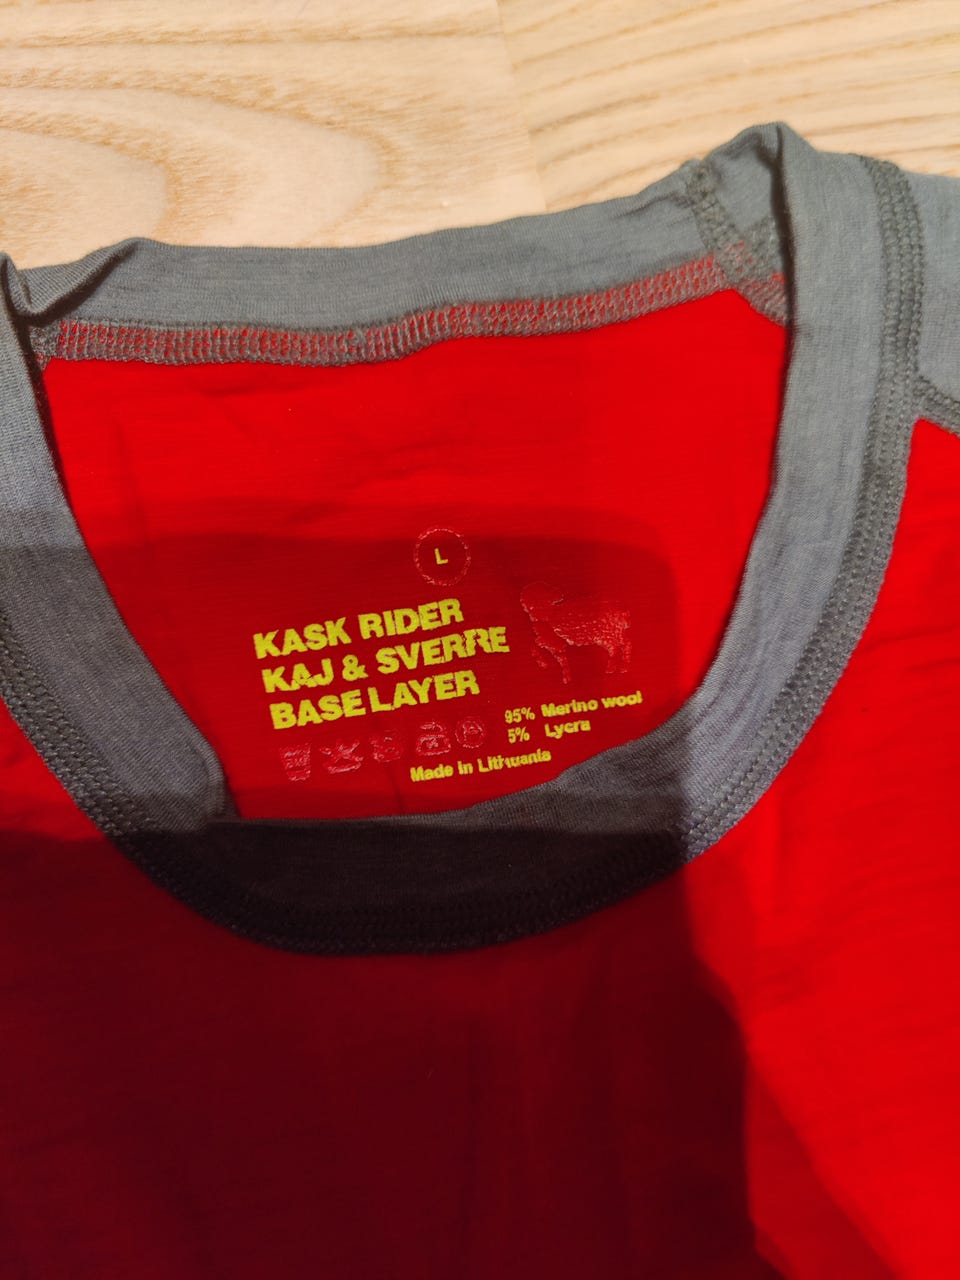 L
KASK RIDER
KAJ & SVERRE
BASE LAYER
95% Merino wool
5% Lycra
Made in Lithuania